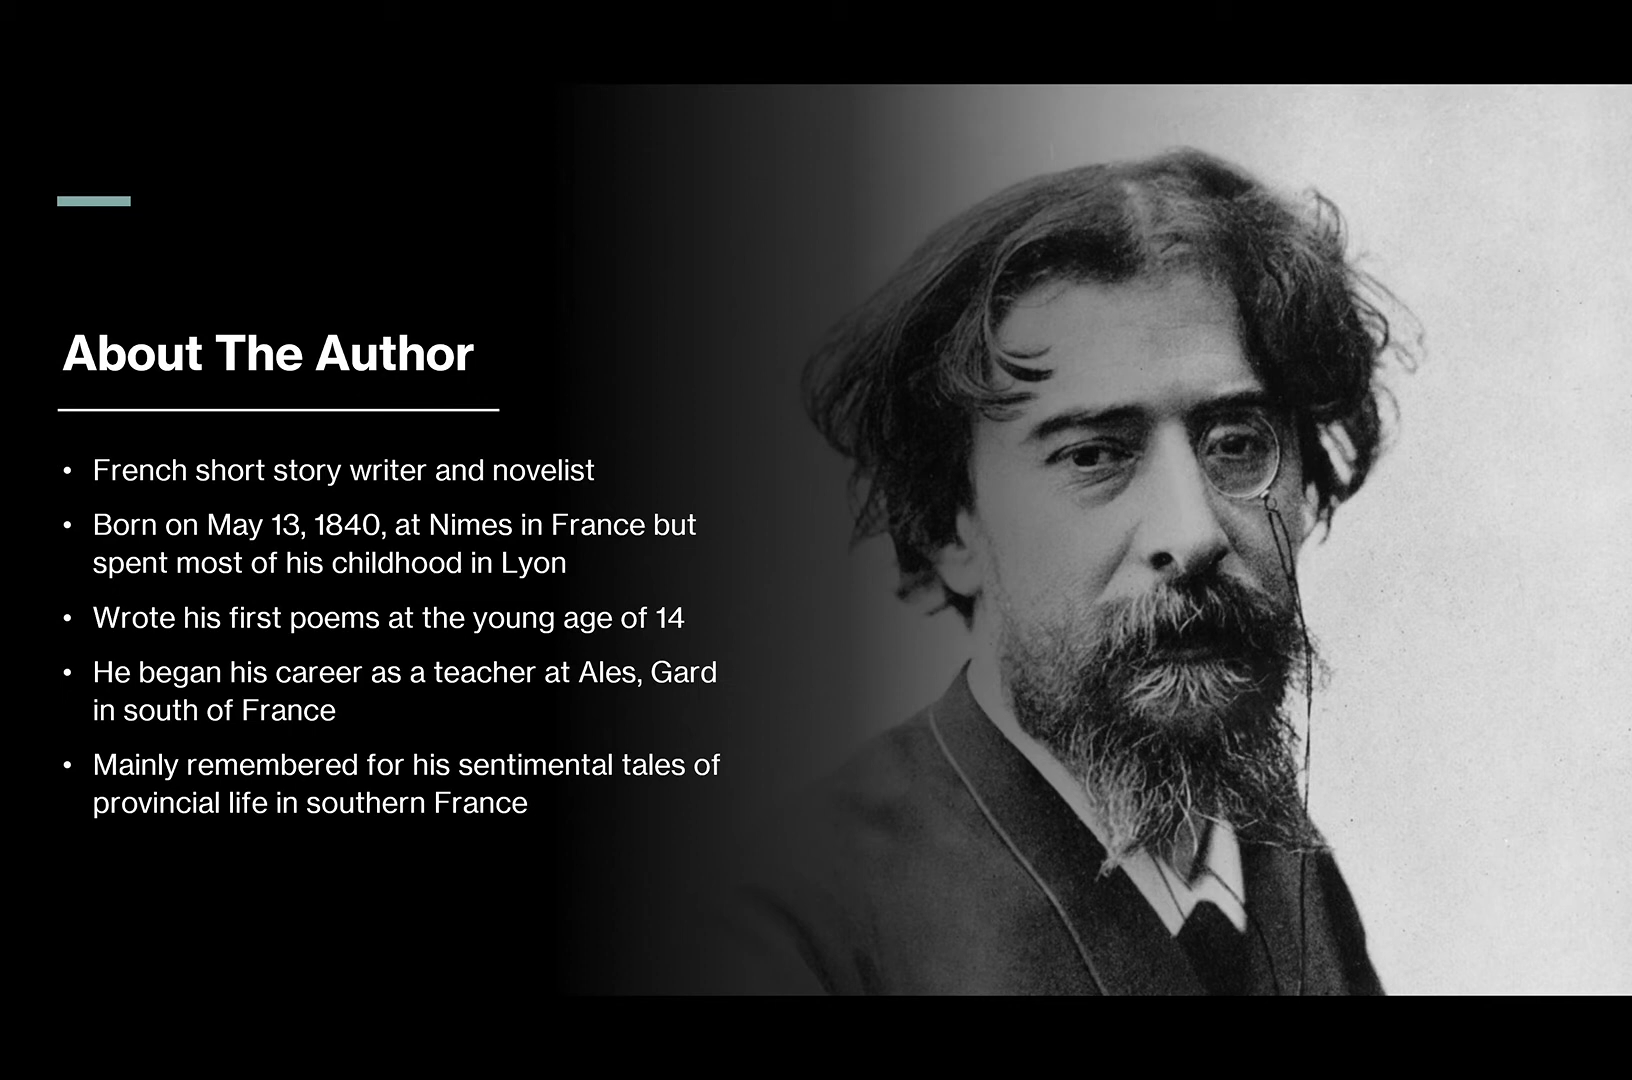 About The Author
• French short story writer and novelist
• Born on May 13, 1840, at Nimes in France but
spent most of his childhood in Lyon
• Wrote his first poems at the young age of 14
• He began his career as a teacher at Ales, Gard
in south of France
• Mainly remembered for his sentimental tales of
provincial life in southern France